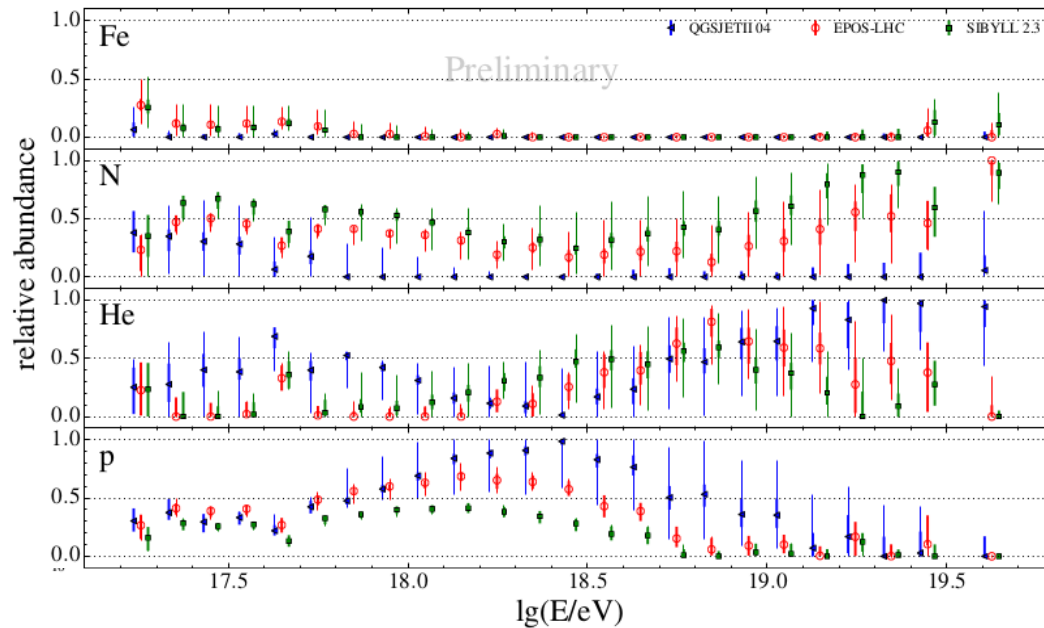 1.0
Fe
QGSJETII 04 EPOS-LHC SIBYLL 2.3
Preliminary
0.5
0.0
1.0
N
0.5
0.0
1.0
He
0.5
0.0
1.0
p
0.5
0.0
relative abundance
17.5 18.0 18.5 19.0 19.5
lg(E/eV)